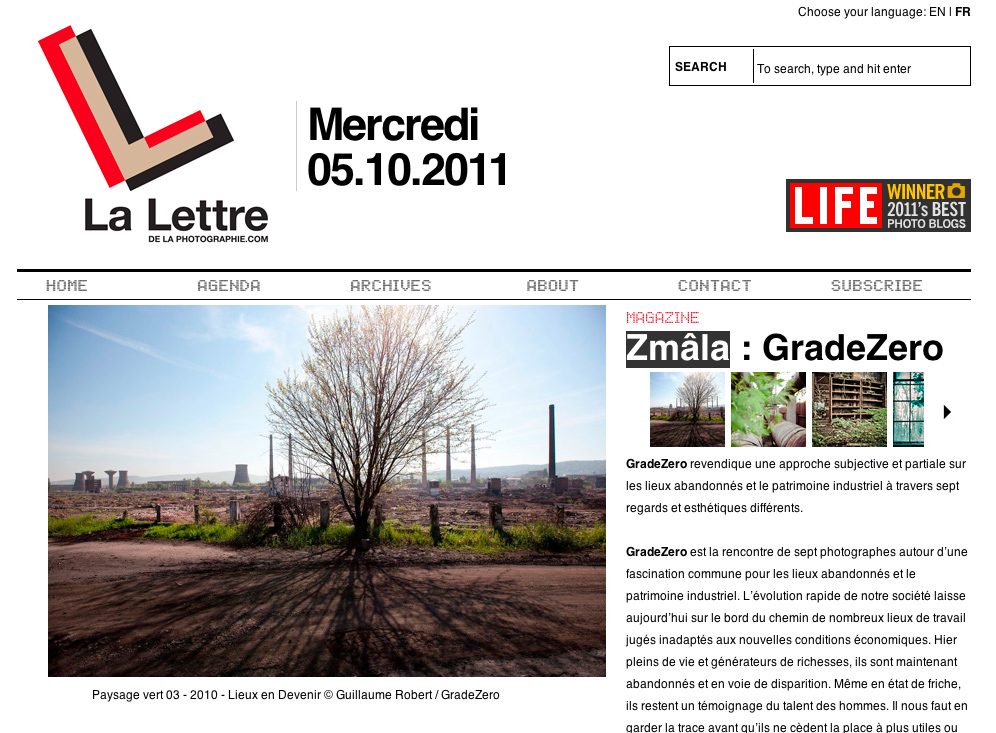 Choose your language: EN | FR
SEARCH
To search, type and hit enter
Mercredi
05.10.2011
La Lettre
DE LA PHOTOGRAPHIE.COM
LIFE
WINNER
2011's BEST
PHOTO BLOGS
HOME AGENDA ARCHIVES ABOUT CONTACT SUBSCRIBE
MAGAZINE
Zmâla : GradeZero
GradeZero revendique une approche subjective et partiale sur
les lieux abandonnés et le patrimoine industriel à travers sept
regards et esthétiques différents.
GradeZero est la rencontre de sept photographes autour d'une
fascination commune pour les lieux abandonnés et le
patrimoine industriel. L'évolution rapide de notre société laisse
aujourd'hui sur le bord du chemin de nombreux lieux de travail
jugés inadaptés aux nouvelles conditions économiques. Hier
pleins de vie et générateurs de richesses, ils sont maintenant
abandonnés et en voie de disparition. Même en état de friche,
ils restent un témoignage du talent des hommes. Il nous faut en
garder la trace avant qu'ils ne cèdent la place à plus utiles ou
Paysage vert 03 - 2010 - Lieux en Devenir © Guillaume Robert / GradeZero